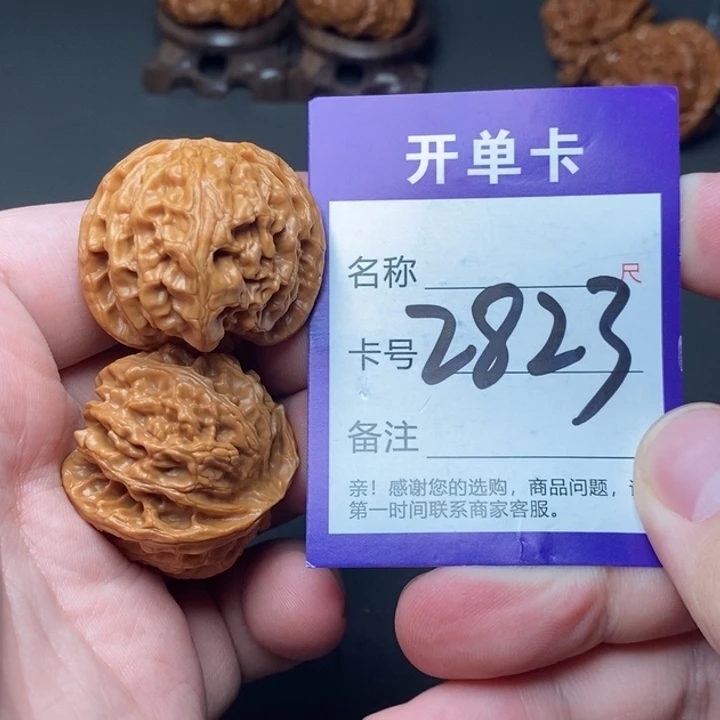 开单卡
名称 尺
卡号 2823
备注
亲！感谢您的选购，商品问题，
第一时间联系商家客服。